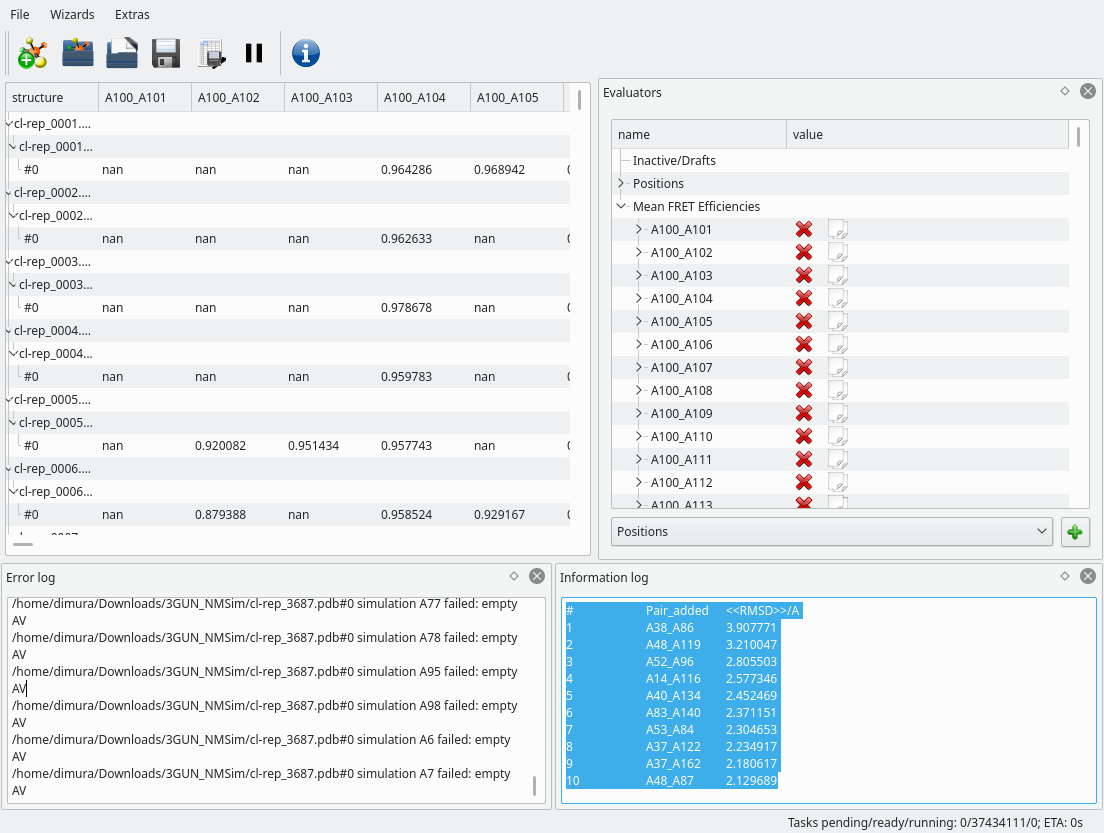 File Wizards Extras
structure A100_A101 A100_A102 A100_A103 A100_A104 A100_A105
cl-rep_0001....
cl-rep_0001...
#0 nan nan nan 0.964286 0.968942
cl-rep_0002....
cl-rep_0002...
#0 nan nan nan 0.962633 nan
cl-rep_0003....
cl-rep_0003...
#0 nan nan nan 0.978678 nan
cl-rep_0004....
cl-rep_0004...
#0 nan nan nan 0.959783 nan
cl-rep_0005....
cl-rep_0005...
#0 nan 0.920082 0.951434 0.957743 nan
cl-rep_0006....
cl-rep_0006...
#0 nan 0.879388 nan 0.958524 0.929167
Evaluators
name value
Inactive/Drafts
Positions
Mean FRET Efficiencies
A100_A101
A100_A102
A100_A103
A100_A104
A100_A105
A100_A106
A100_A107
A100_A108
A100_A109
A100_A110
A100_A111
A100_A112
A100_A113
Positions
Error log
/home/dimura/Downloads/3GUN_NMSim/cl-rep_3687.pdb#0 simulation A77 failed: empty
AV
/home/dimura/Downloads/3GUN_NMSim/cl-rep_3687.pdb#0 simulation A78 failed: empty
AV
/home/dimura/Downloads/3GUN_NMSim/cl-rep_3687.pdb#0 simulation A95 failed: empty
AV
/home/dimura/Downloads/3GUN_NMSim/cl-rep_3687.pdb#0 simulation A98 failed: empty
AV
/home/dimura/Downloads/3GUN_NMSim/cl-rep_3687.pdb#0 simulation A6 failed: empty
AV
/home/dimura/Downloads/3GUN_NMSim/cl-rep_3687.pdb#0 simulation A7 failed: empty
AV
Information log
# Pair_added <<RMSD>>/A
1 A38_A86 3.907771
2 A48_A119 3.210047
3 A52_A96 2.805503
4 A14_A116 2.577346
5 A40_A134 2.452469
6 A83_A140 2.371151
7 A53_A84 2.304653
8 A37_A122 2.234917
9 A37_A162 2.180617
10 A48_A87 2.129689
Tasks pending/ready/running: 0/37434111/0; ETA: 0s